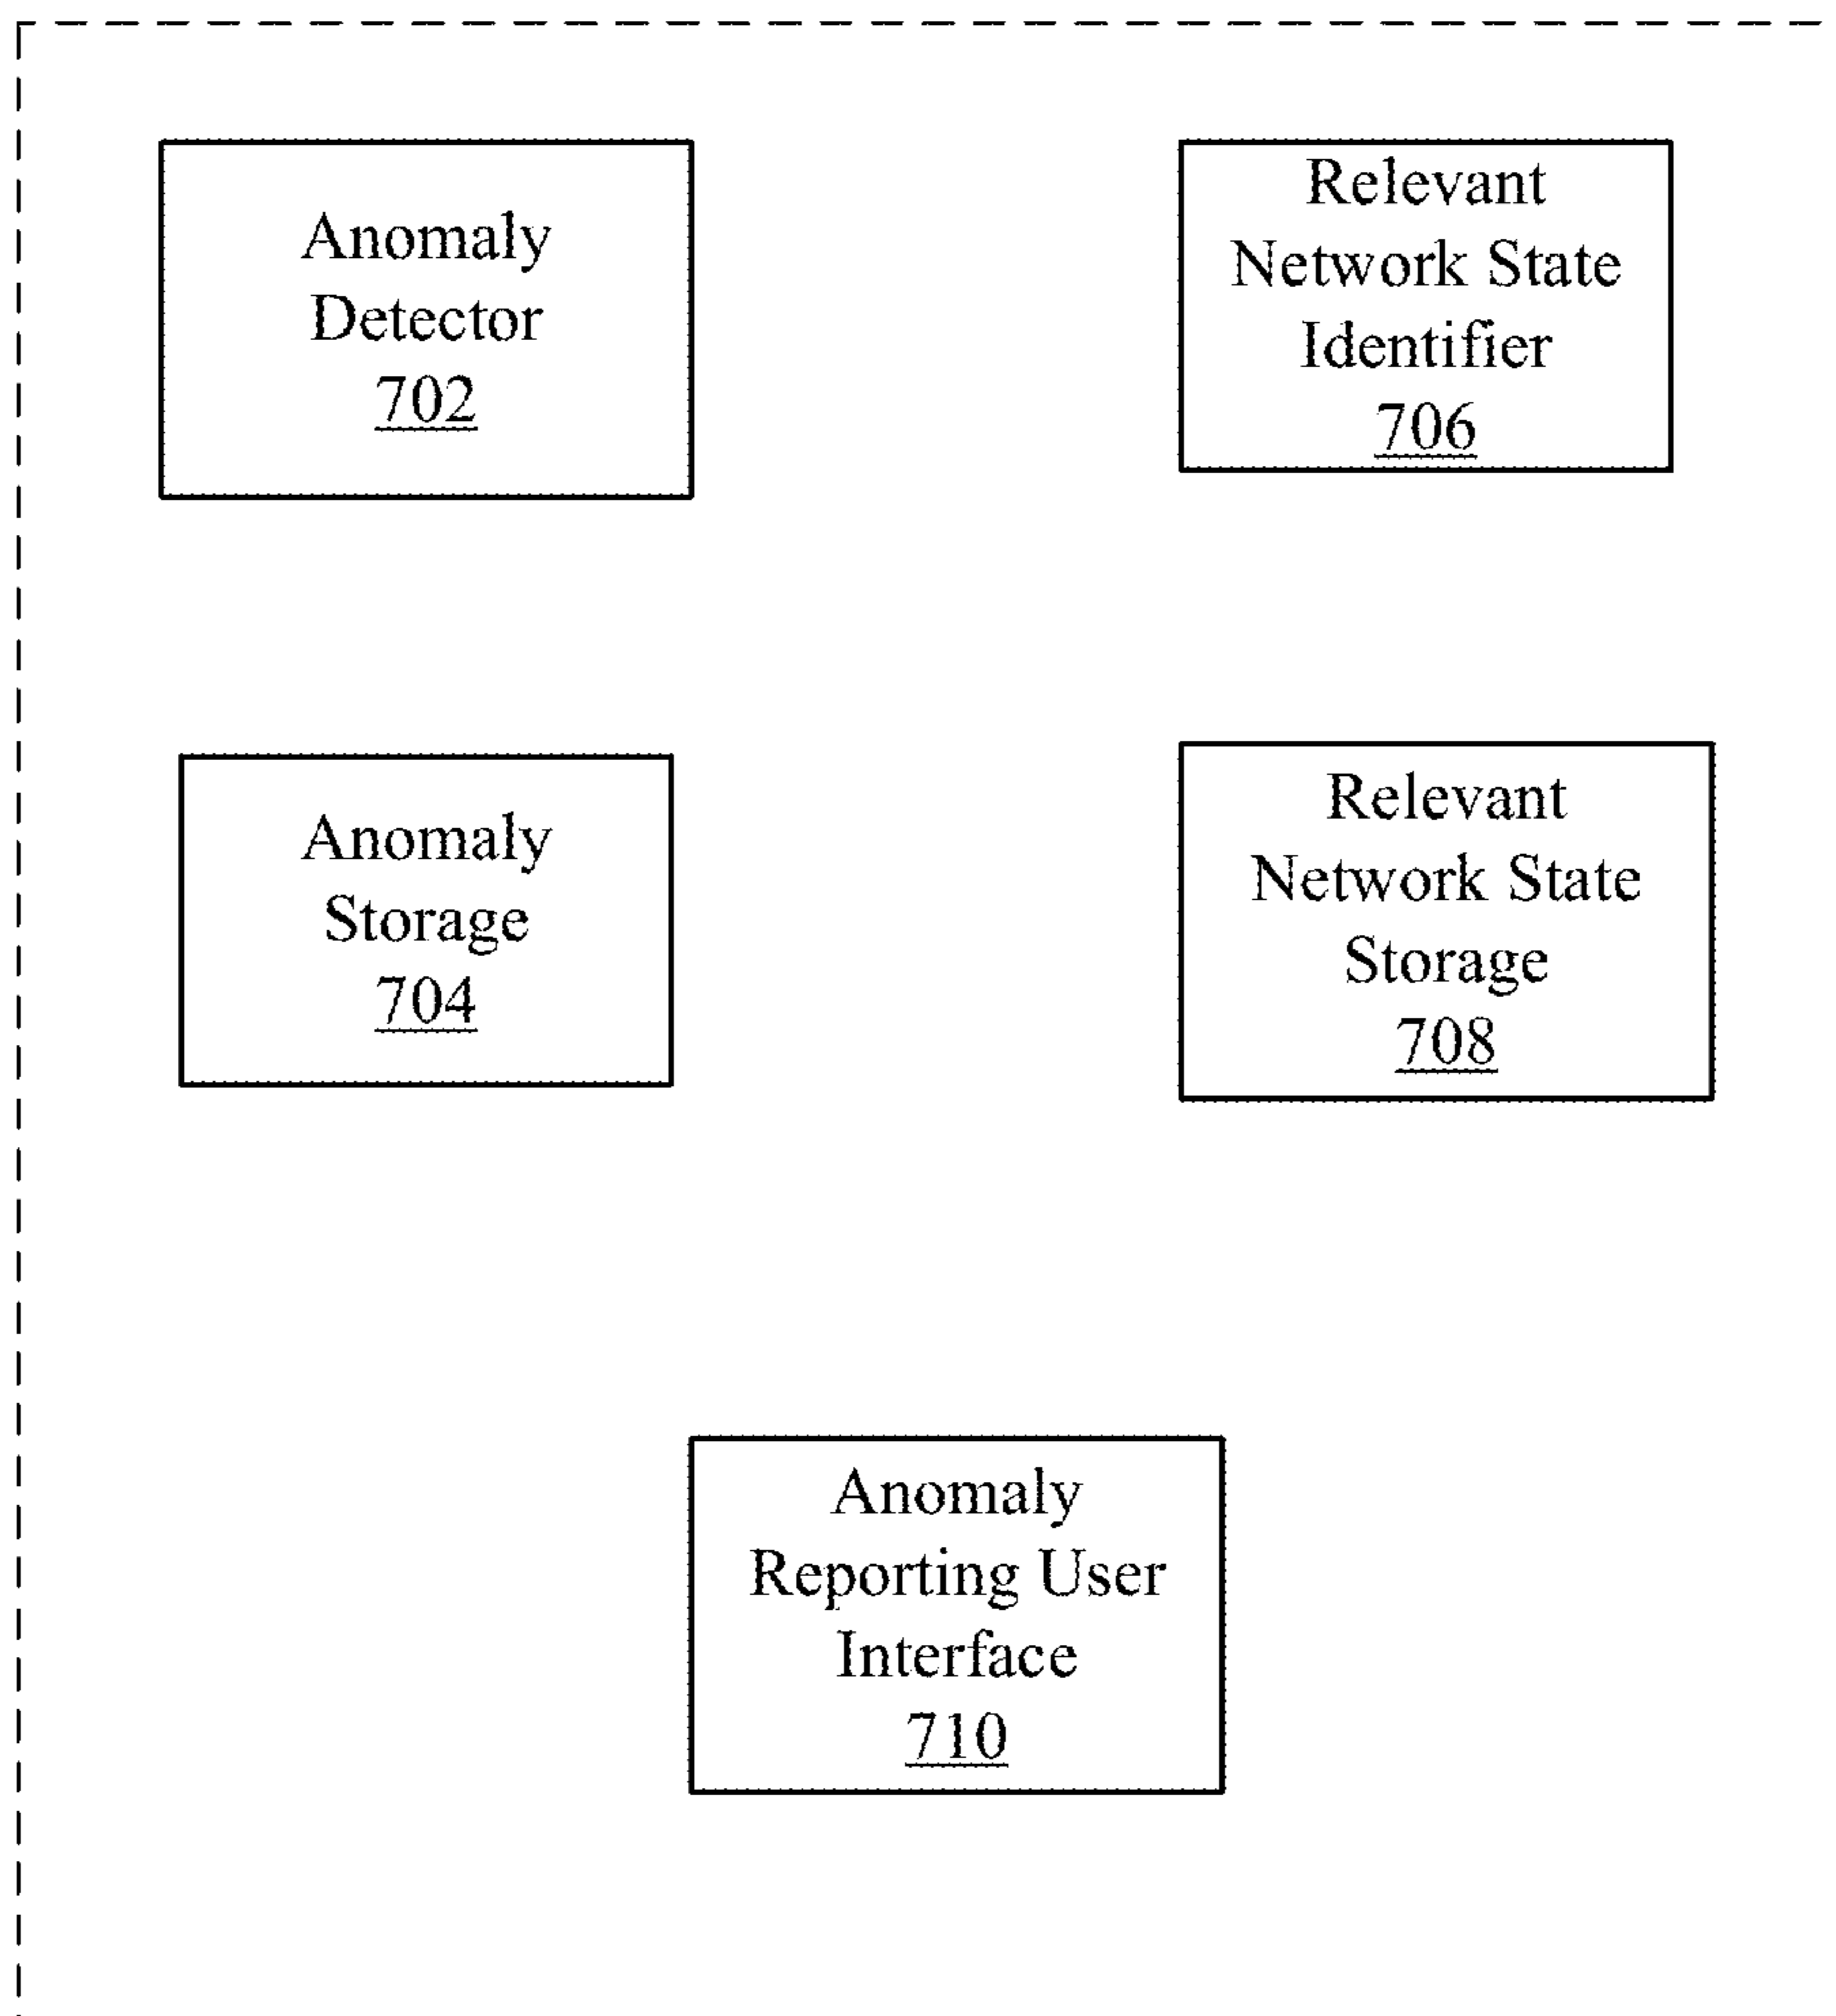 Anomaly
Detector
702
Relevant
Network State
Identifier
706
Anomaly
Storage
704
Relevant
Network State
Storage
708
Anomaly
Reporting User
Interface
710